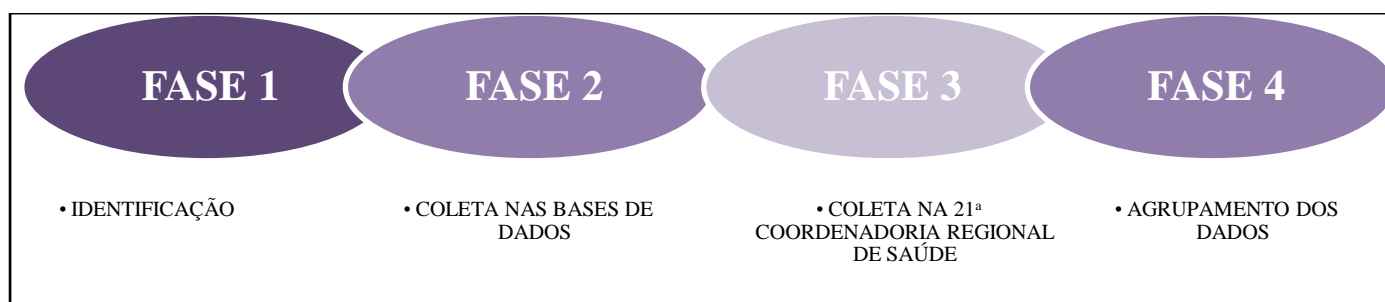 FASE 1
FASE 2
FASE 3
FASE 4
• IDENTIFICAÇÃO
• COLETA NAS BASES DE
DADOS
• COLETA NA 21ª
COORDENADORIA REGIONAL
DE SAÚDE
• AGRUPAMENTO DOS
DADOS